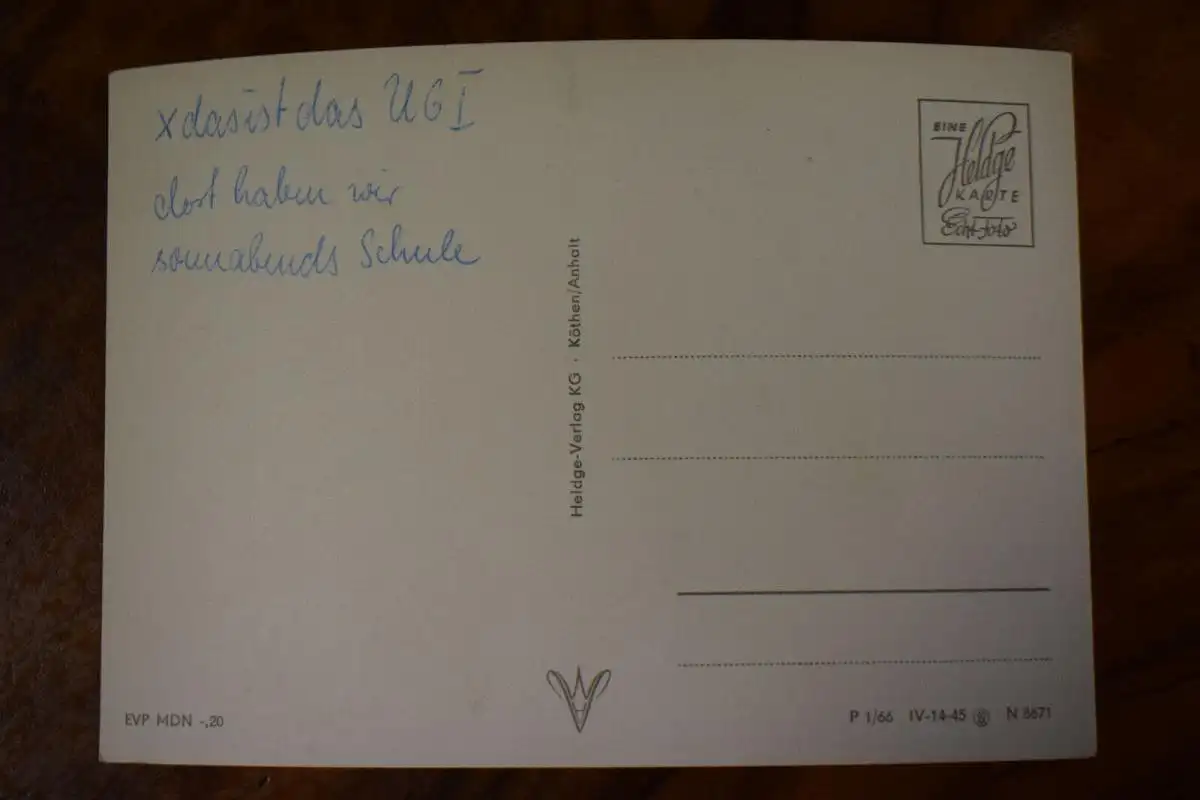 x das ist das UG I
dort haben wir
sonnabends Schule
EINE
Heldge
KARTE
Echt Foto
Heldge-Verlag KG · Köthen/Anhalt
EVP MDN -,20
P 1/66 IV-14-45 N 8671